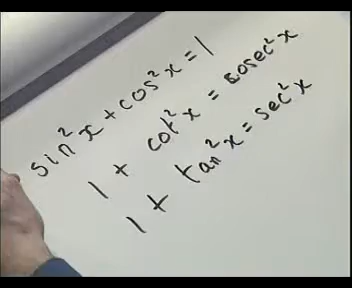 sin²x + cos²x = 1
1 + cot²x = cosec²x
1 + tan²x = sec²x